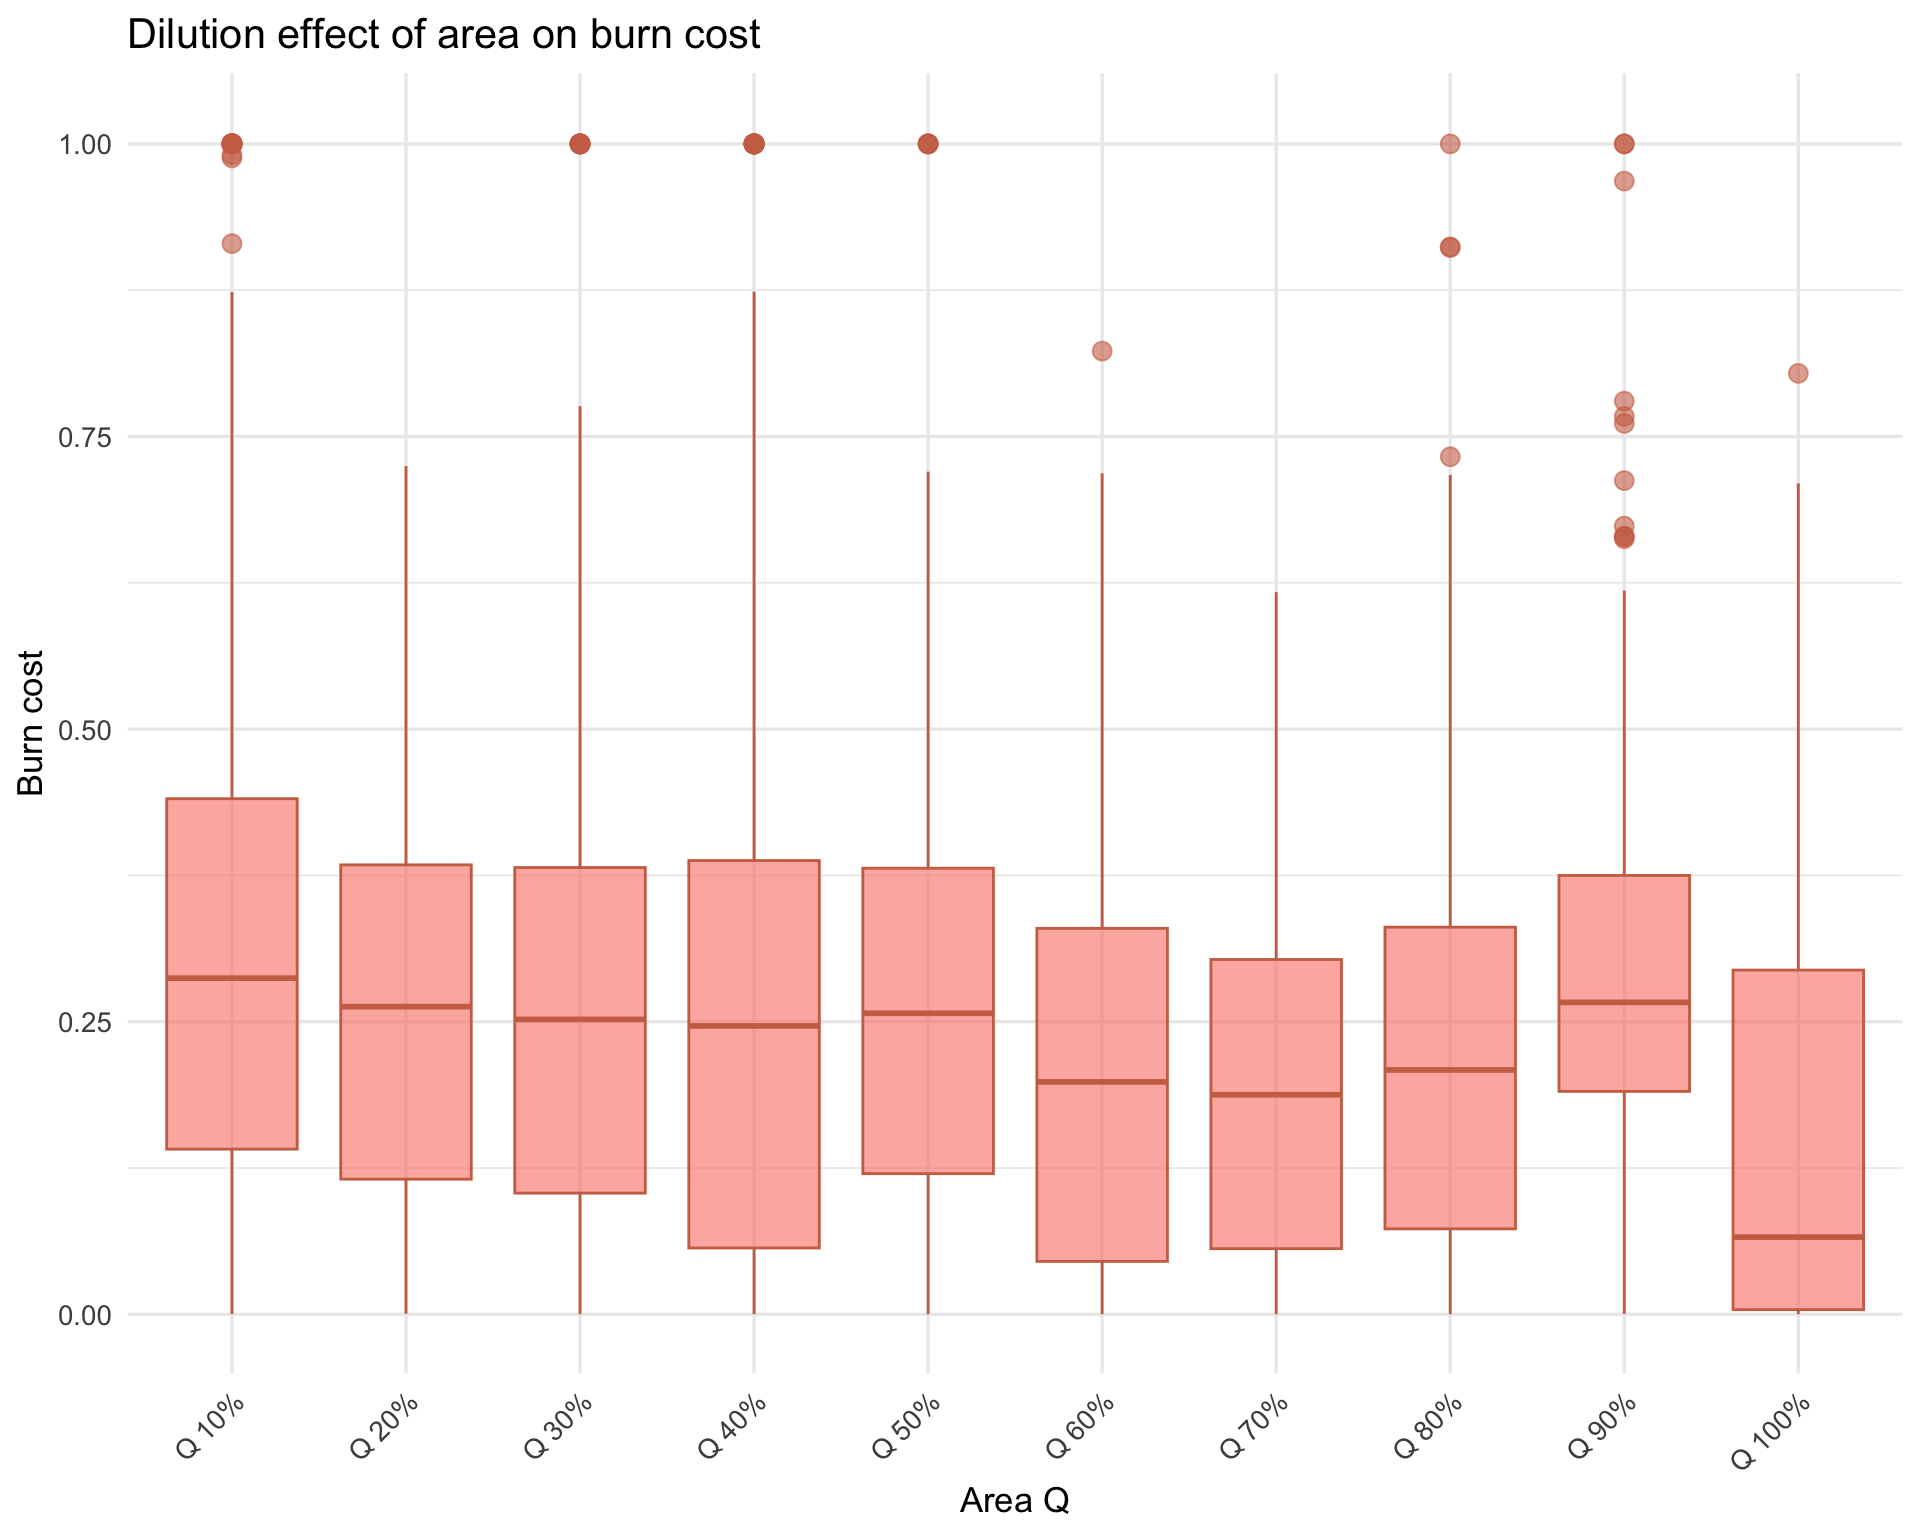 Dilution effect of area on burn cost
Burn cost
1.00
0.75
0.50
0.25
0.00
Q 10%
Q 20%
Q 30%
Q 40%
Q 50%
Q 60%
Q 70%
Q 80%
Q 90%
Q 100%
Area Q